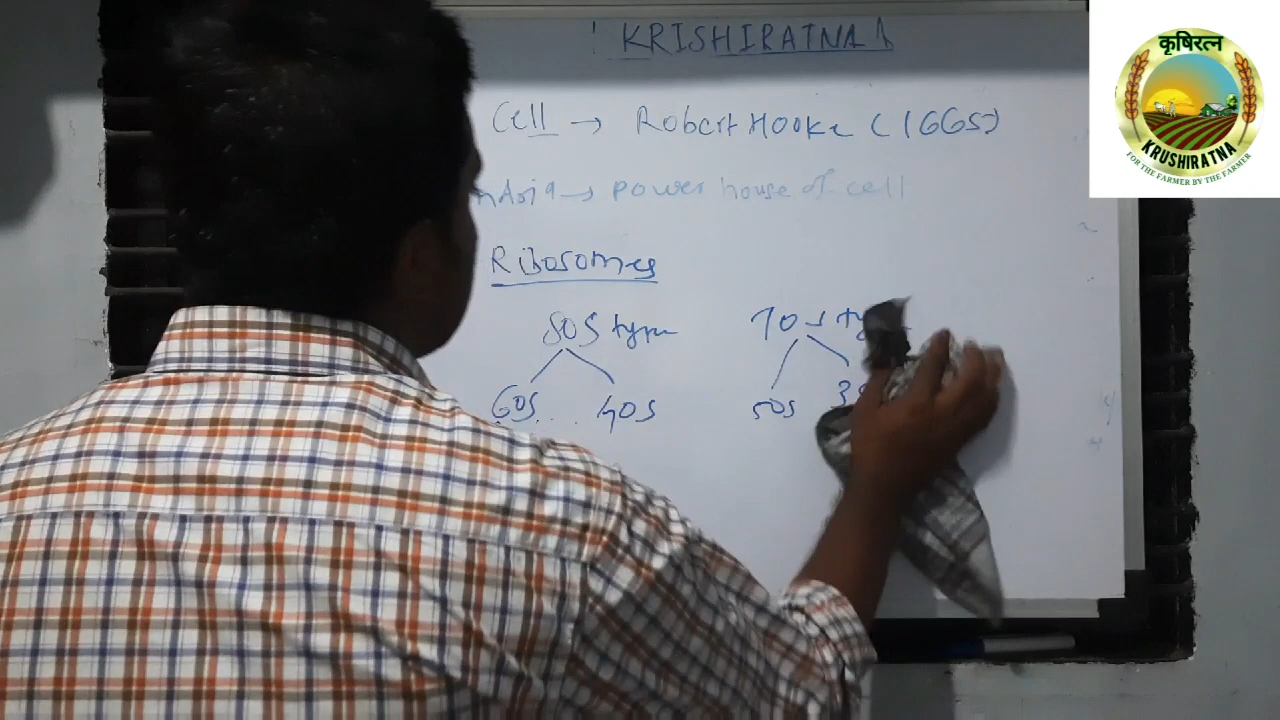 KRISHIRATNA
Cell → Robert Hooke (1665)
→ power house of cell
Ribosomes
80S type 70S
60S 40S 50S
कृषिरत्न
KRUSHIRATNA
FOR THE FARMER BY THE FARMER